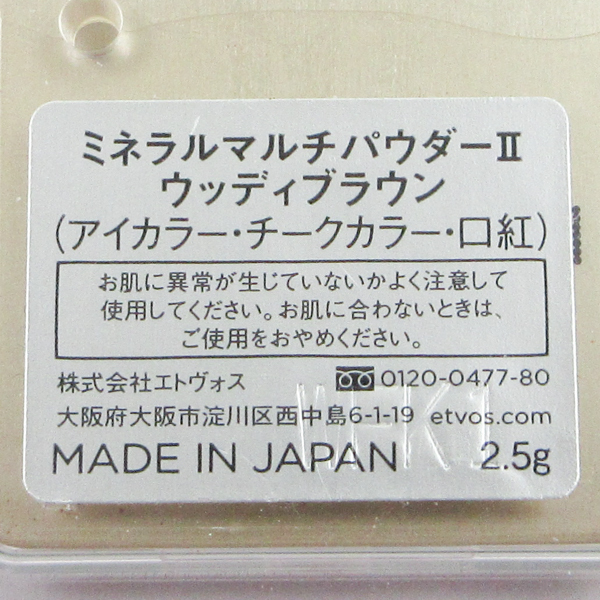 ミネラルマルチパウダーⅡ
ウッディブラウン
(アイカラー・チークカラー・口紅)
お肌に異常が生じていないかよく注意して
使用してください。お肌に合わないときは、
ご使用をおやめください。
株式会社エトヴォス 0120-0477-80
大阪府大阪市淀川区西中島6-1-19 etvos.com
MADE IN JAPAN 2.5g